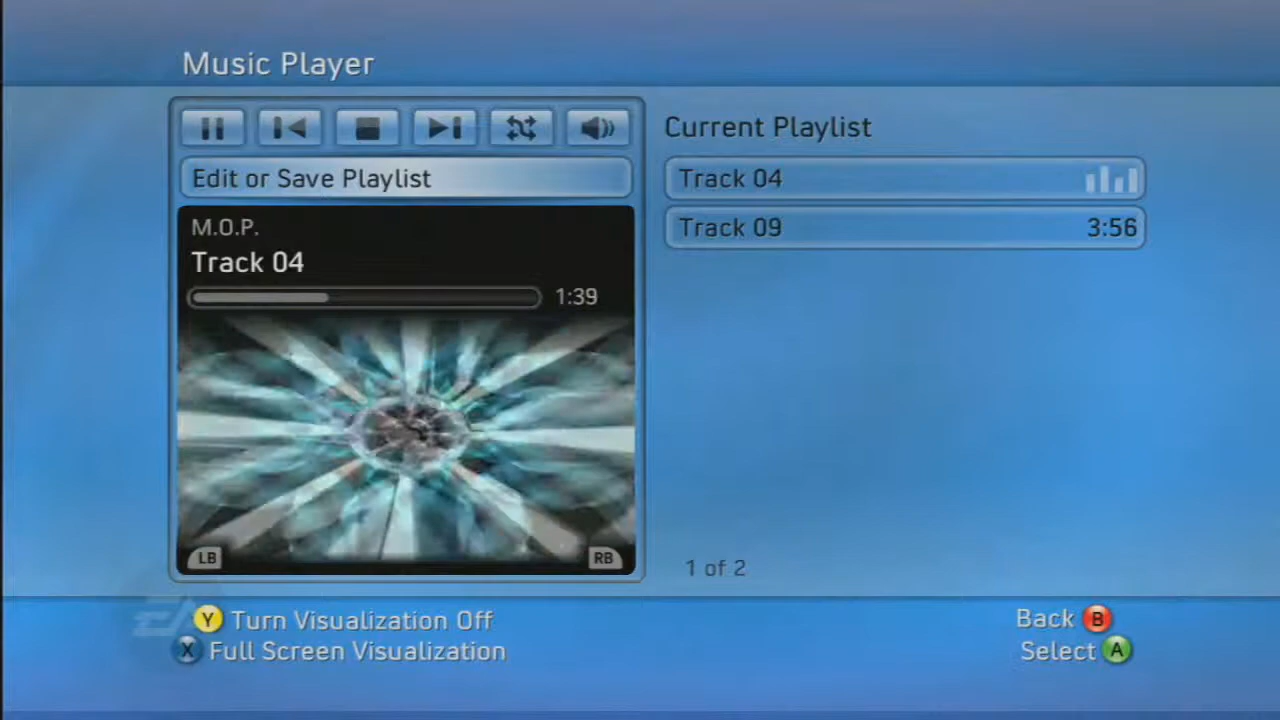 Music Player
Edit or Save Playlist
M.O.P.
Track 04
1:39
LB
RB
Current Playlist
Track 04
Track 09 3:56
1 of 2
EA
Y Turn Visualization Off
X Full Screen Visualization
Back B
Select A